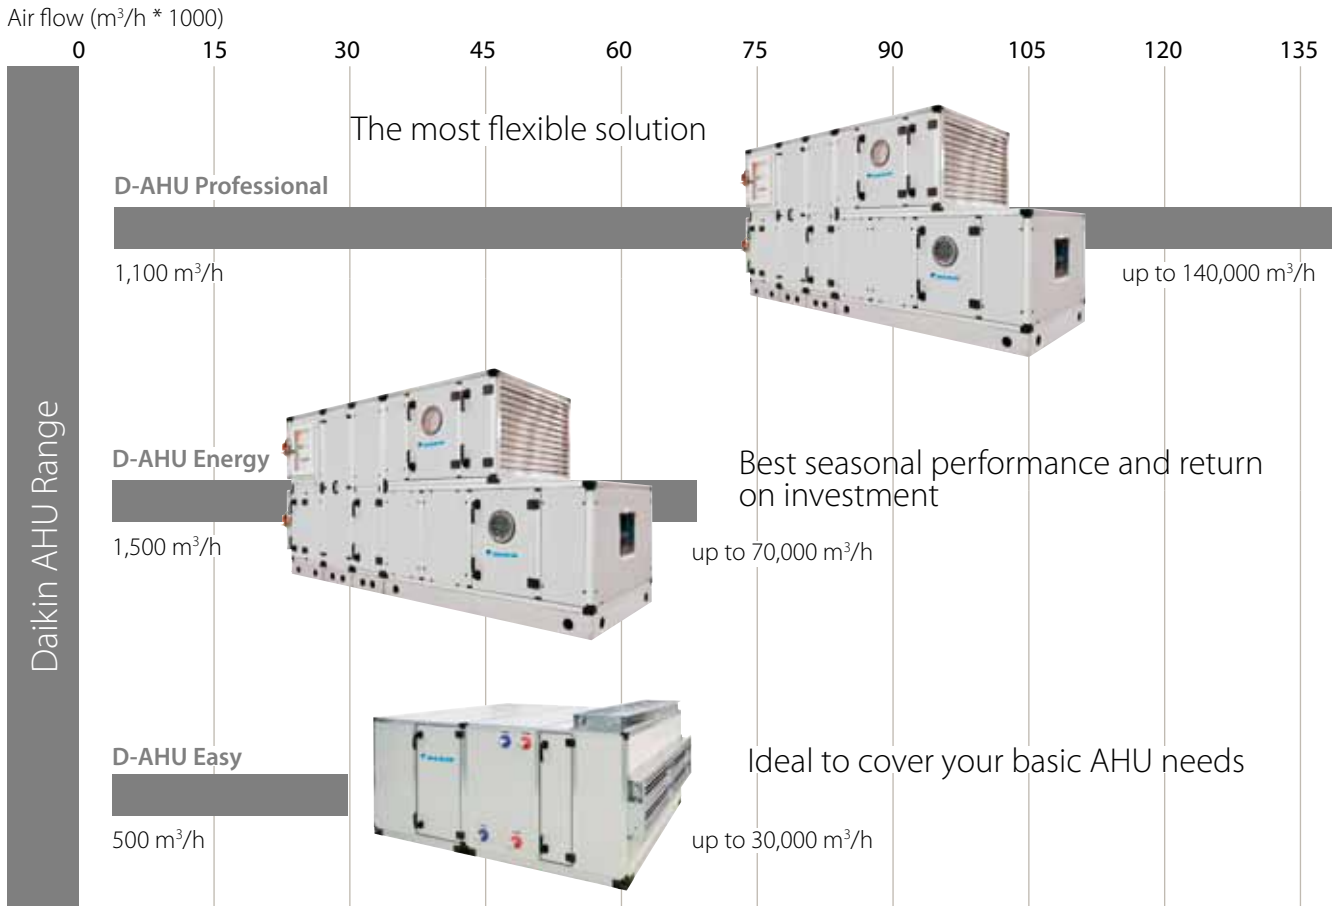 Air flow (m³/h * 1000)
0 15 30 45 60 75 90 105 120 135
Daikin AHU Range
The most flexible solution
D-AHU Professional
1,100 m³/h
up to 140,000 m³/h
D-AHU Energy
Best seasonal performance and return
on investment
1,500 m³/h
up to 70,000 m³/h
D-AHU Easy
Ideal to cover your basic AHU needs
500 m³/h
up to 30,000 m³/h